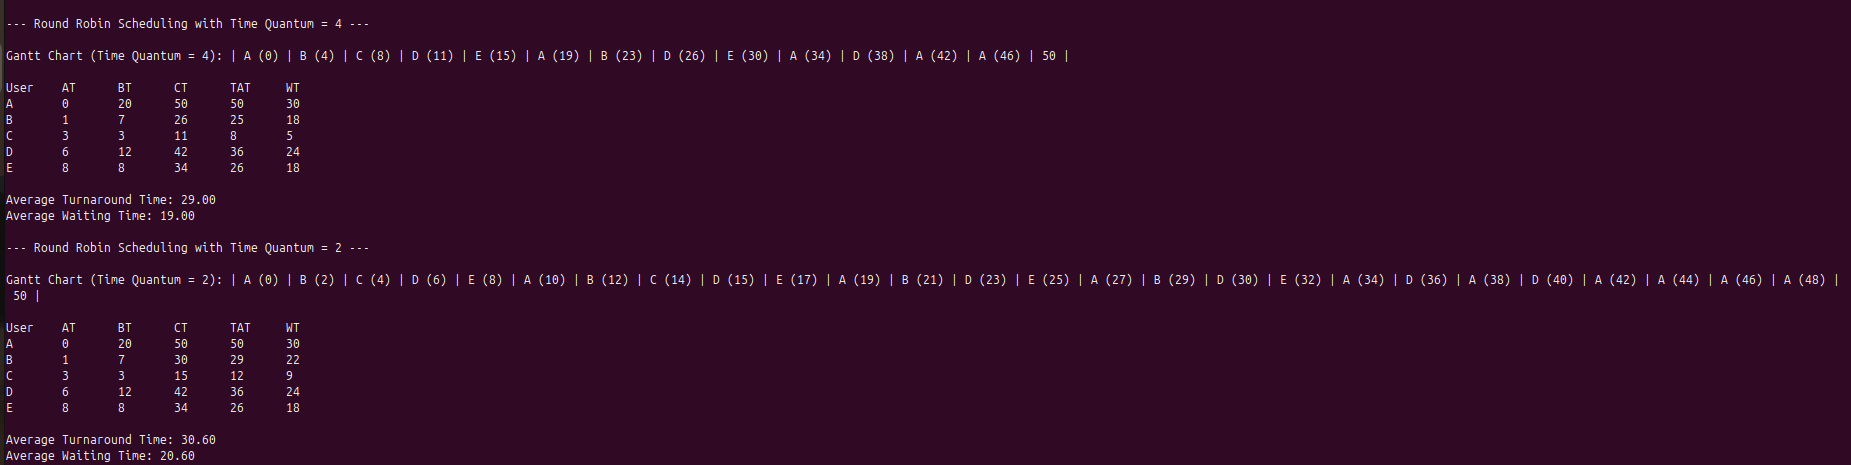 --- Round Robin Scheduling with Time Quantum = 4 ---
Gantt Chart (Time Quantum = 4): | A (0) | B (4) | C (8) | D (11) | E (15) | A (19) | B (23) | D (26) | E (30) | A (34) | D (38) | A (42) | A (46) | 50 |
User AT BT CT TAT WT
A 0 20 50 50 30
B 1 7 26 25 18
C 3 3 11 8 5
D 6 12 42 36 24
E 8 8 34 26 18
Average Turnaround Time: 29.00
Average Waiting Time: 19.00
--- Round Robin Scheduling with Time Quantum = 2 ---
Gantt Chart (Time Quantum = 2): | A (0) | B (2) | C (4) | D (6) | E (8) | A (10) | B (12) | C (14) | D (15) | E (17) | A (19) | B (21) | D (23) | E (25) | A (27) | B (29) | D (30) | E (32) | A (34) | D (36) | A (38) | D (40) | A (42) | A (44) | A (46) | A (48) |
50 |
User AT BT CT TAT WT
A 0 20 50 50 30
B 1 7 30 29 22
C 3 3 15 12 9
D 6 12 42 36 24
E 8 8 34 26 18
Average Turnaround Time: 30.60
Average Waiting Time: 20.60